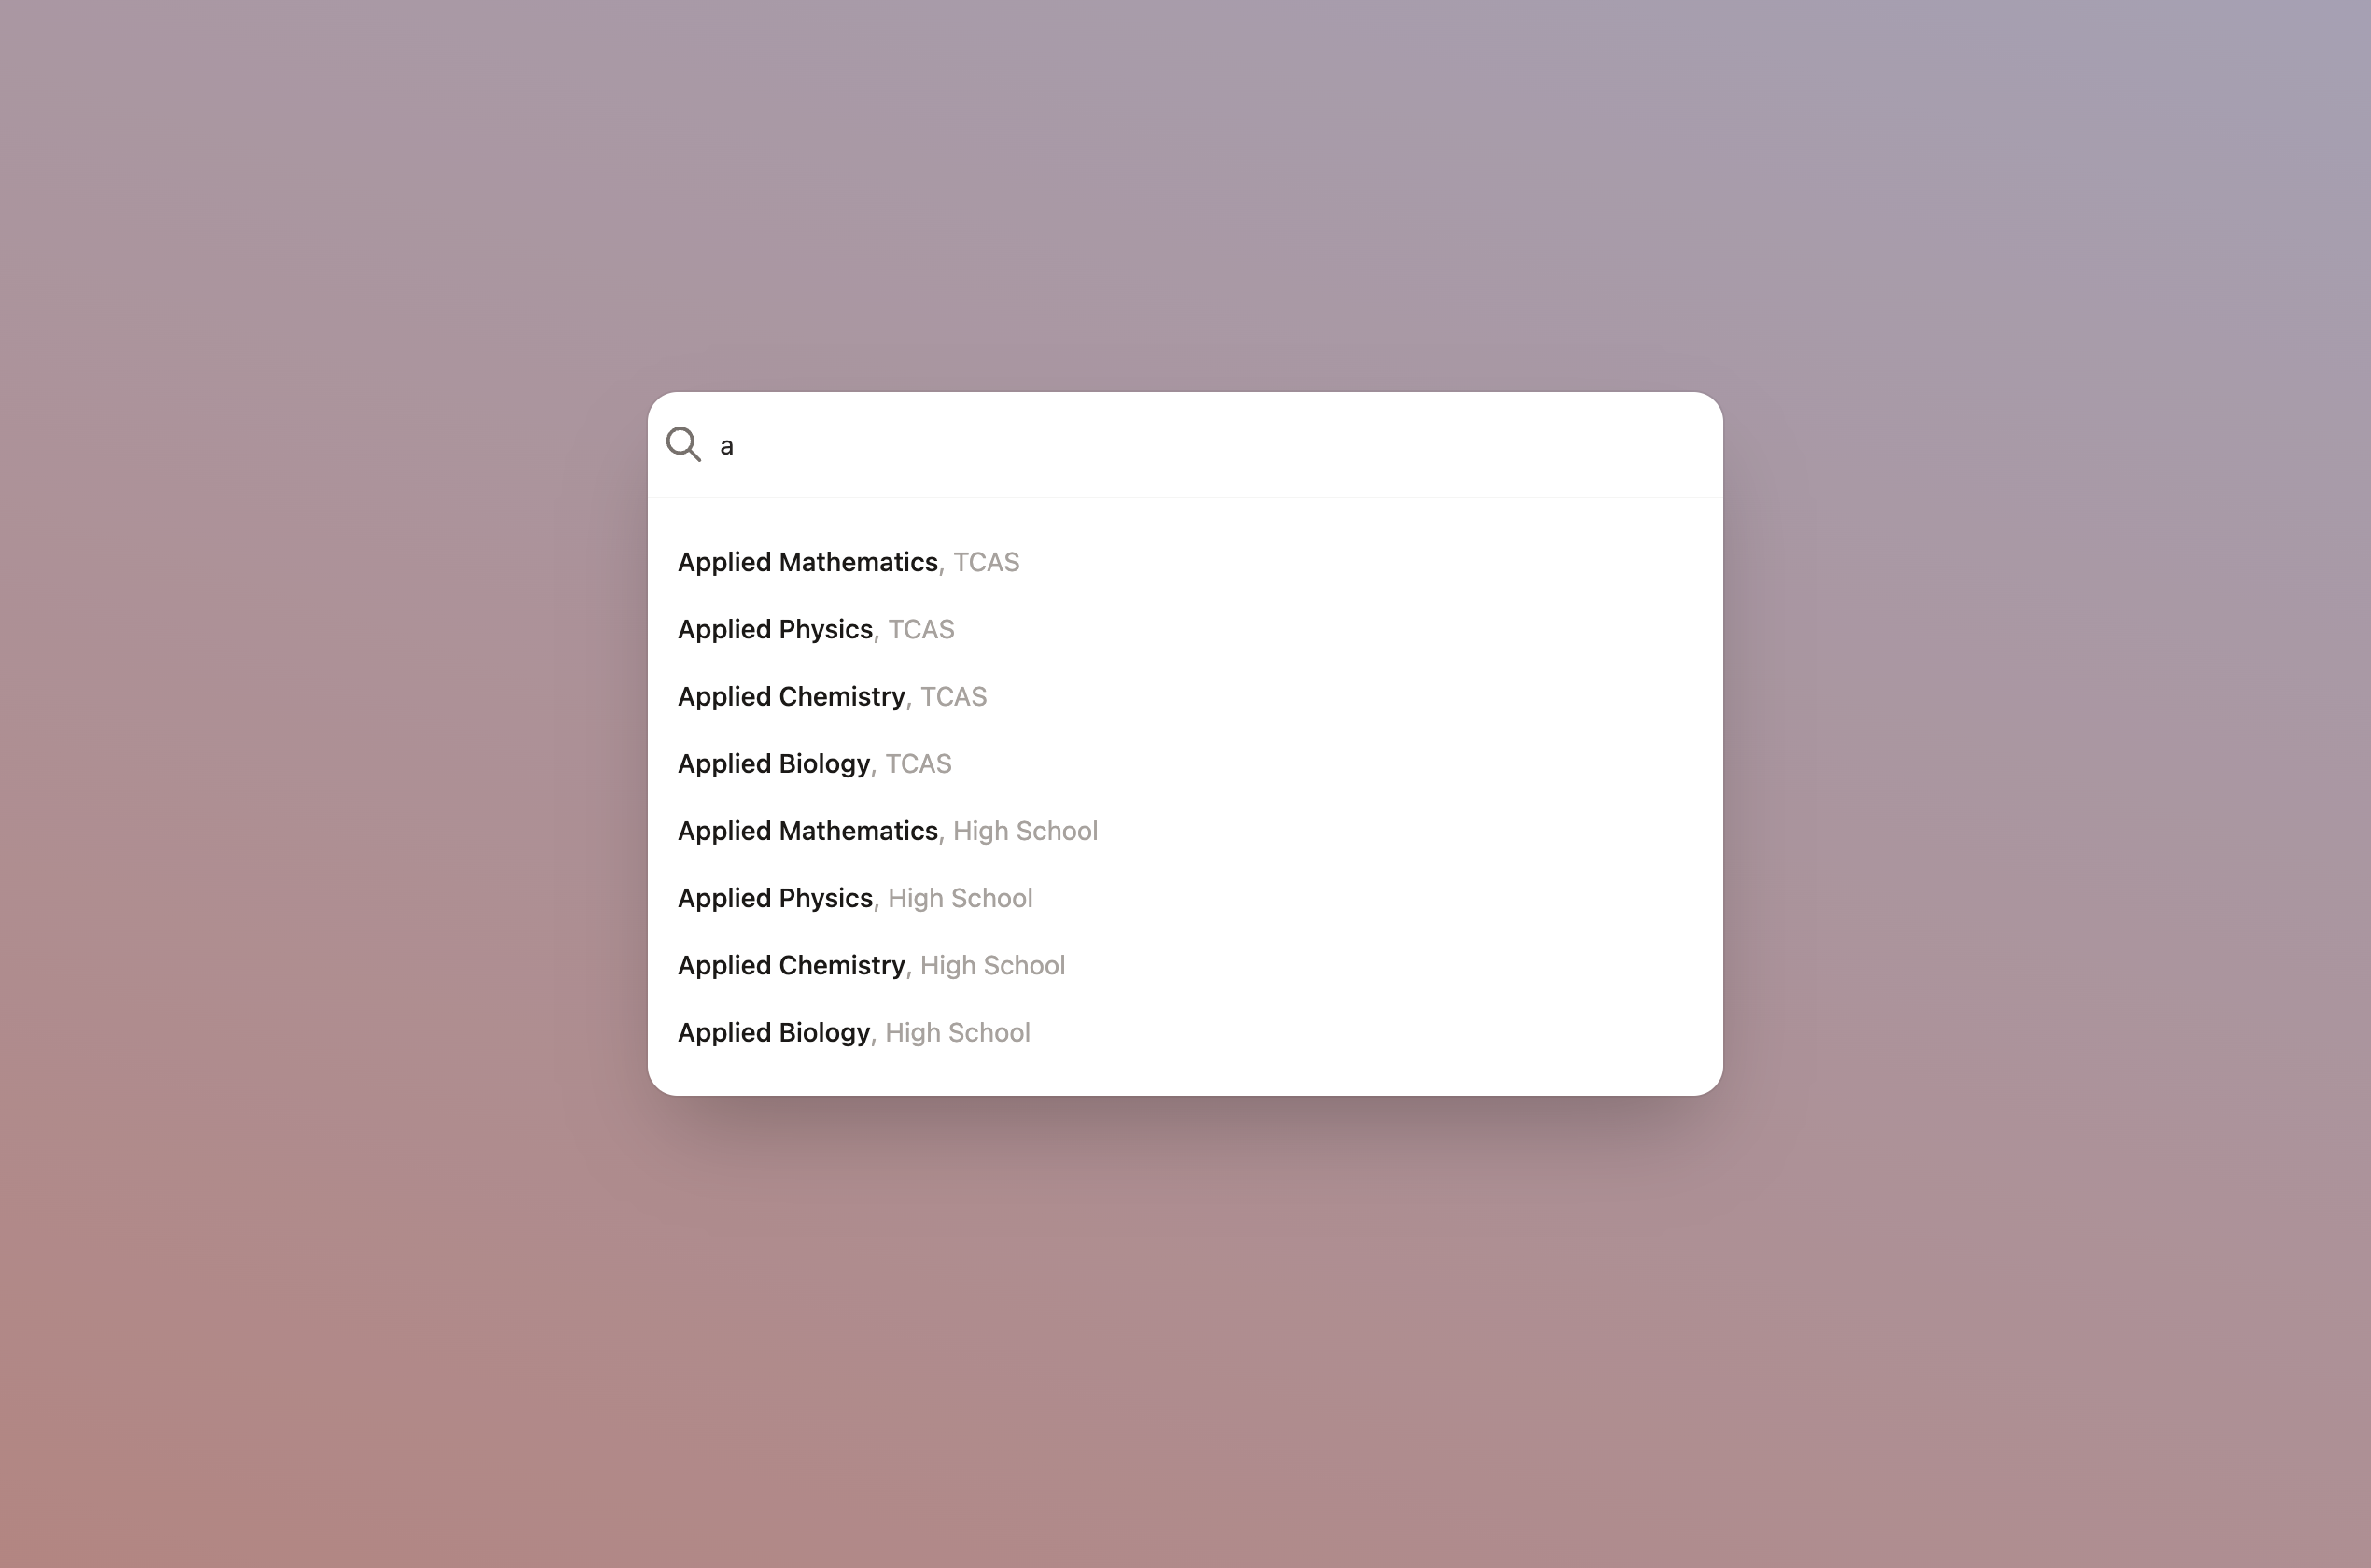 a
Applied Mathematics, TCAS
Applied Physics, TCAS
Applied Chemistry, TCAS
Applied Biology, TCAS
Applied Mathematics, High School
Applied Physics, High School
Applied Chemistry, High School
Applied Biology, High School